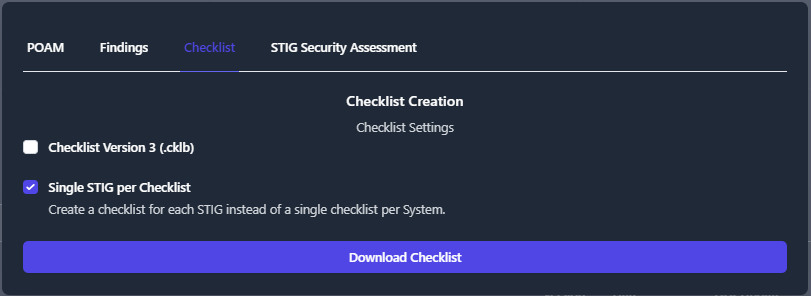 POAM Findings Checklist STIG Security Assessment
Checklist Creation
Checklist Settings
Checklist Version 3 (.cklb)
Single STIG per Checklist
Create a checklist for each STIG instead of a single checklist per System.
Download Checklist